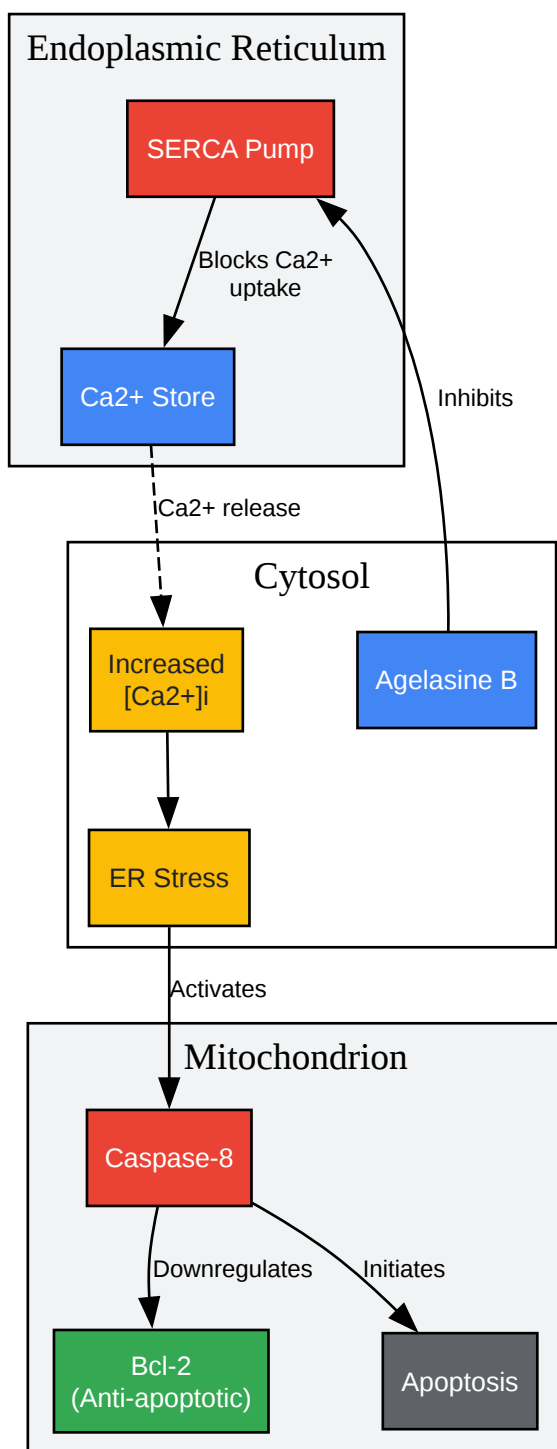 Endoplasmic Reticulum
SERCA Pump
Blocks Ca2+
uptake
Ca2+ Store
Inhibits
Ca2+ release
Cytosol
Increased
[Ca2+]i
Agelasine B
ER Stress
Activates
Mitochondrion
Caspase-8
Downregulates
Initiates
Bcl-2
(Anti-apoptotic)
Apoptosis